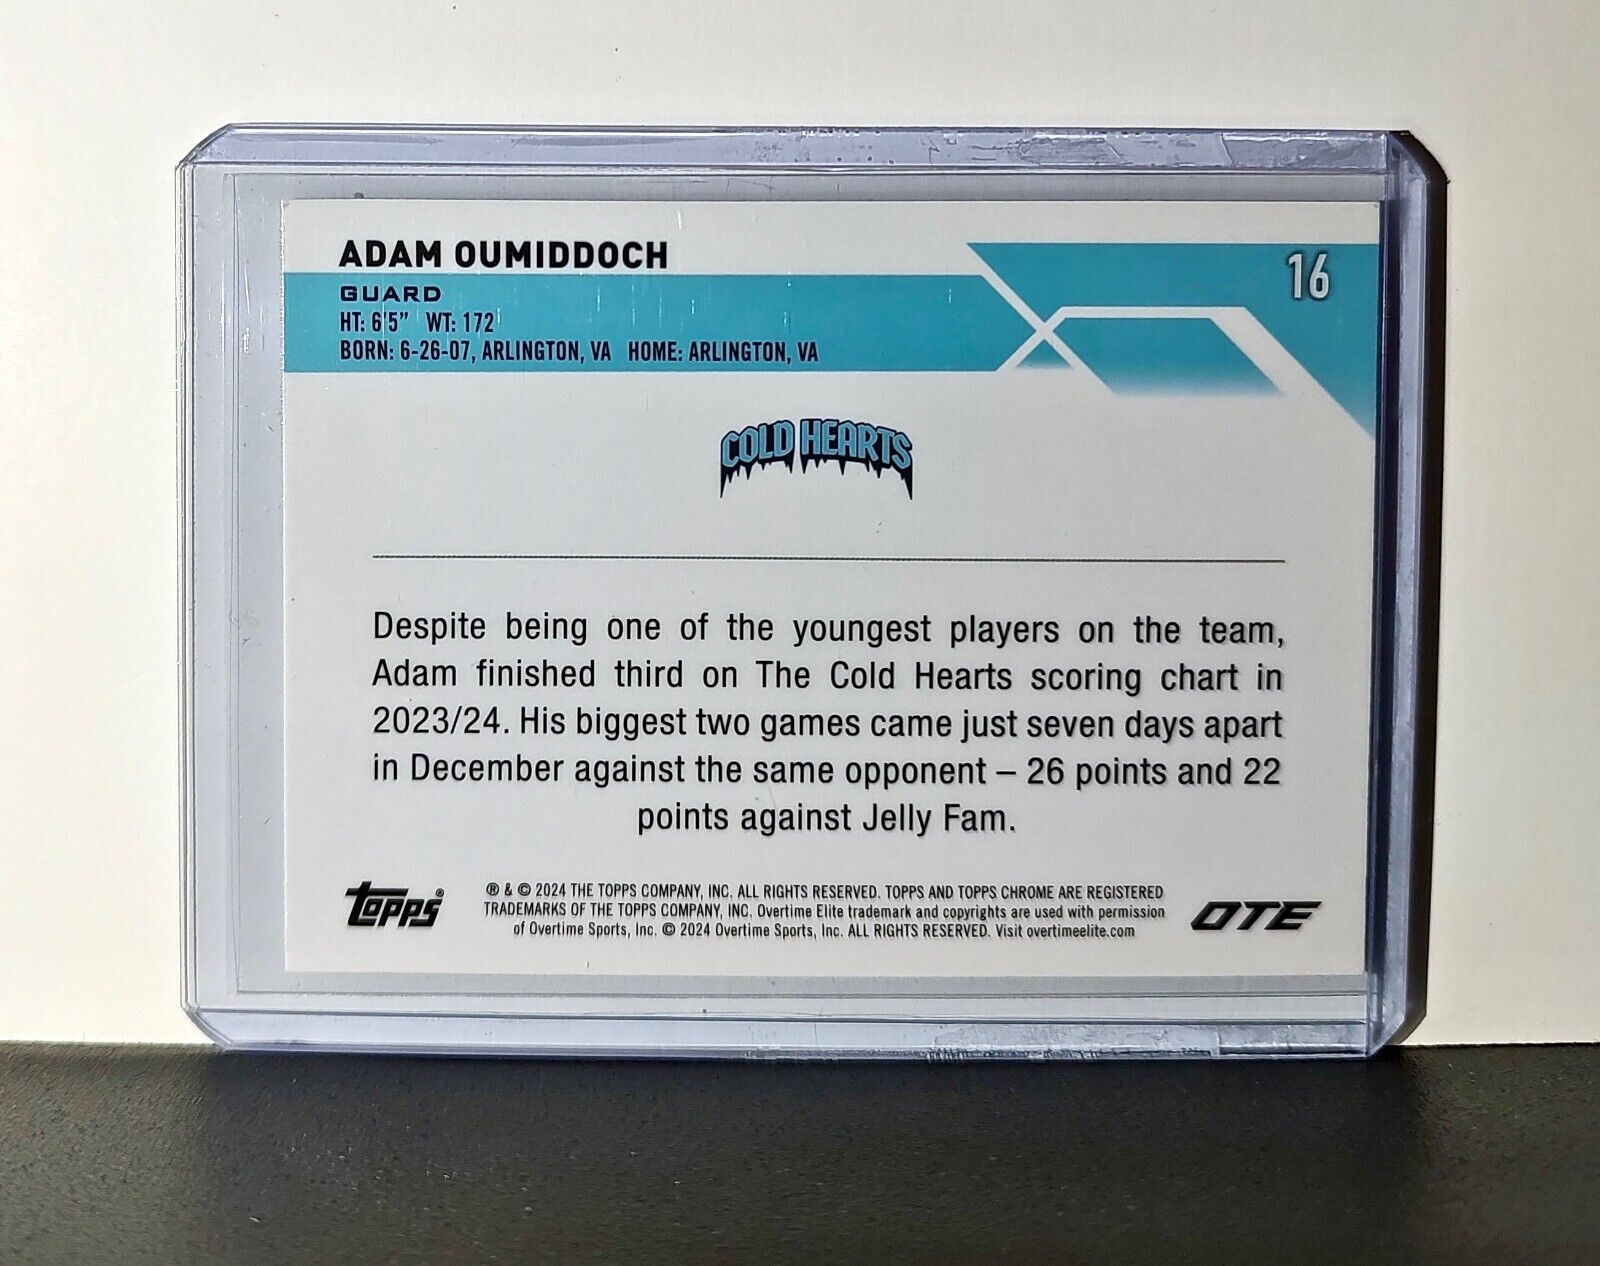 ADAM OUMIDDOCH
16
GUARD
HT: 6'5" WT: 172
BORN: 6-26-07, ARLINGTON, VA HOME: ARLINGTON, VA
COLD HEARTS
Despite being one of the youngest players on the team,
Adam finished third on The Cold Hearts scoring chart in
2023/24. His biggest two games came just seven days apart
in December against the same opponent – 26 points and 22
points against Jelly Fam.
topps®
® & © 2024 THE TOPPS COMPANY, INC. ALL RIGHTS RESERVED. TOPPS AND TOPPS CHROME ARE REGISTERED
TRADEMARKS OF THE TOPPS COMPANY, INC. Overtime Elite trademark and copyrights are used with permission
of Overtime Sports, Inc. © 2024 Overtime Sports, Inc. ALL RIGHTS RESERVED. Visit overtimeelite.com
OTE